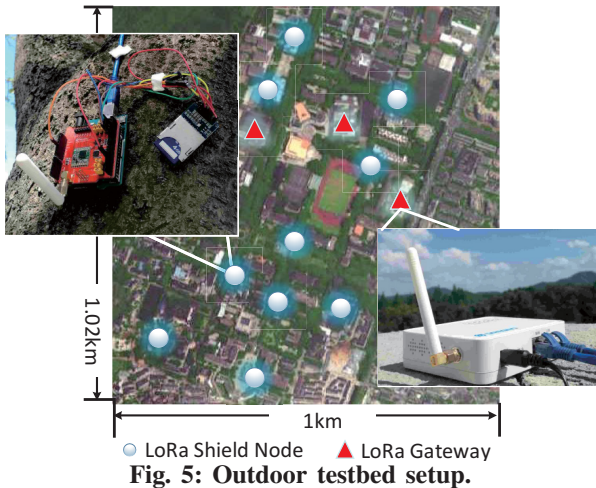 1.02km
1km
LoRa Shield Node LoRa Gateway
Fig. 5: Outdoor testbed setup.